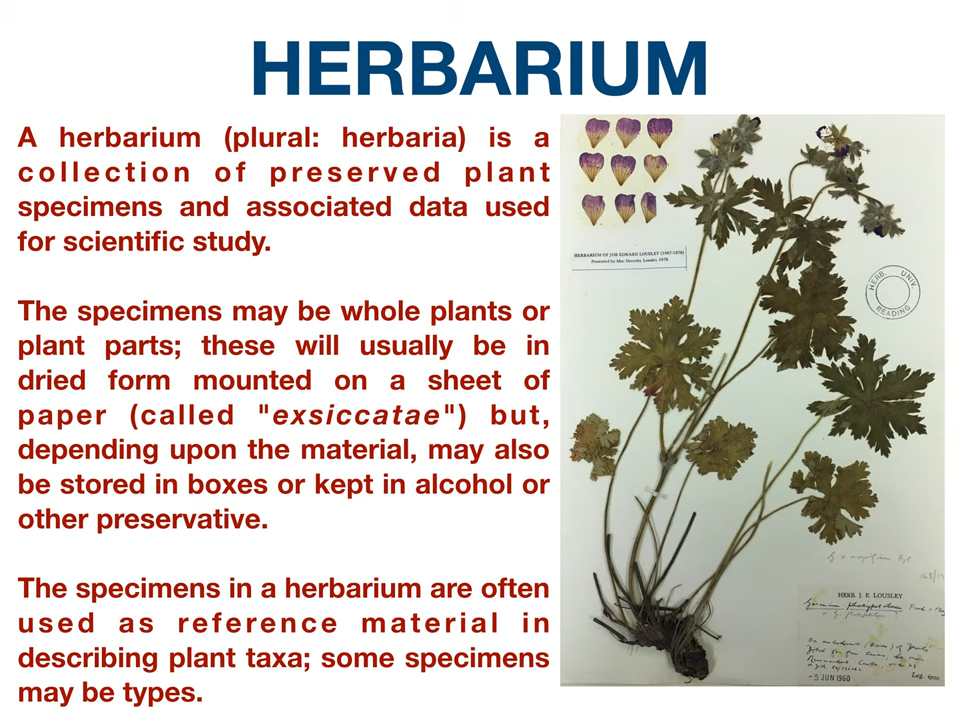 HERBARIUM
A herbarium (plural: herbaria) is a
collection of preserved plant
specimens and associated data used
for scientific study.
The specimens may be whole plants or
plant parts; these will usually be in
dried form mounted on a sheet of
paper (called "exsiccatae") but,
depending upon the material, may also
be stored in boxes or kept in alcohol or
other preservative.
The specimens in a herbarium are often
used as reference material in
describing plant taxa; some specimens
may be types.
HERBARIUM OF JOB EDWARD LOUSLEY (1907-1976)
Presented by Mrs. Dorothy Lousley 1976
HERB. UNIV.
READING
HERB. J. E. LOUSLEY
Geranium platypetalum
-5 JUN 1960